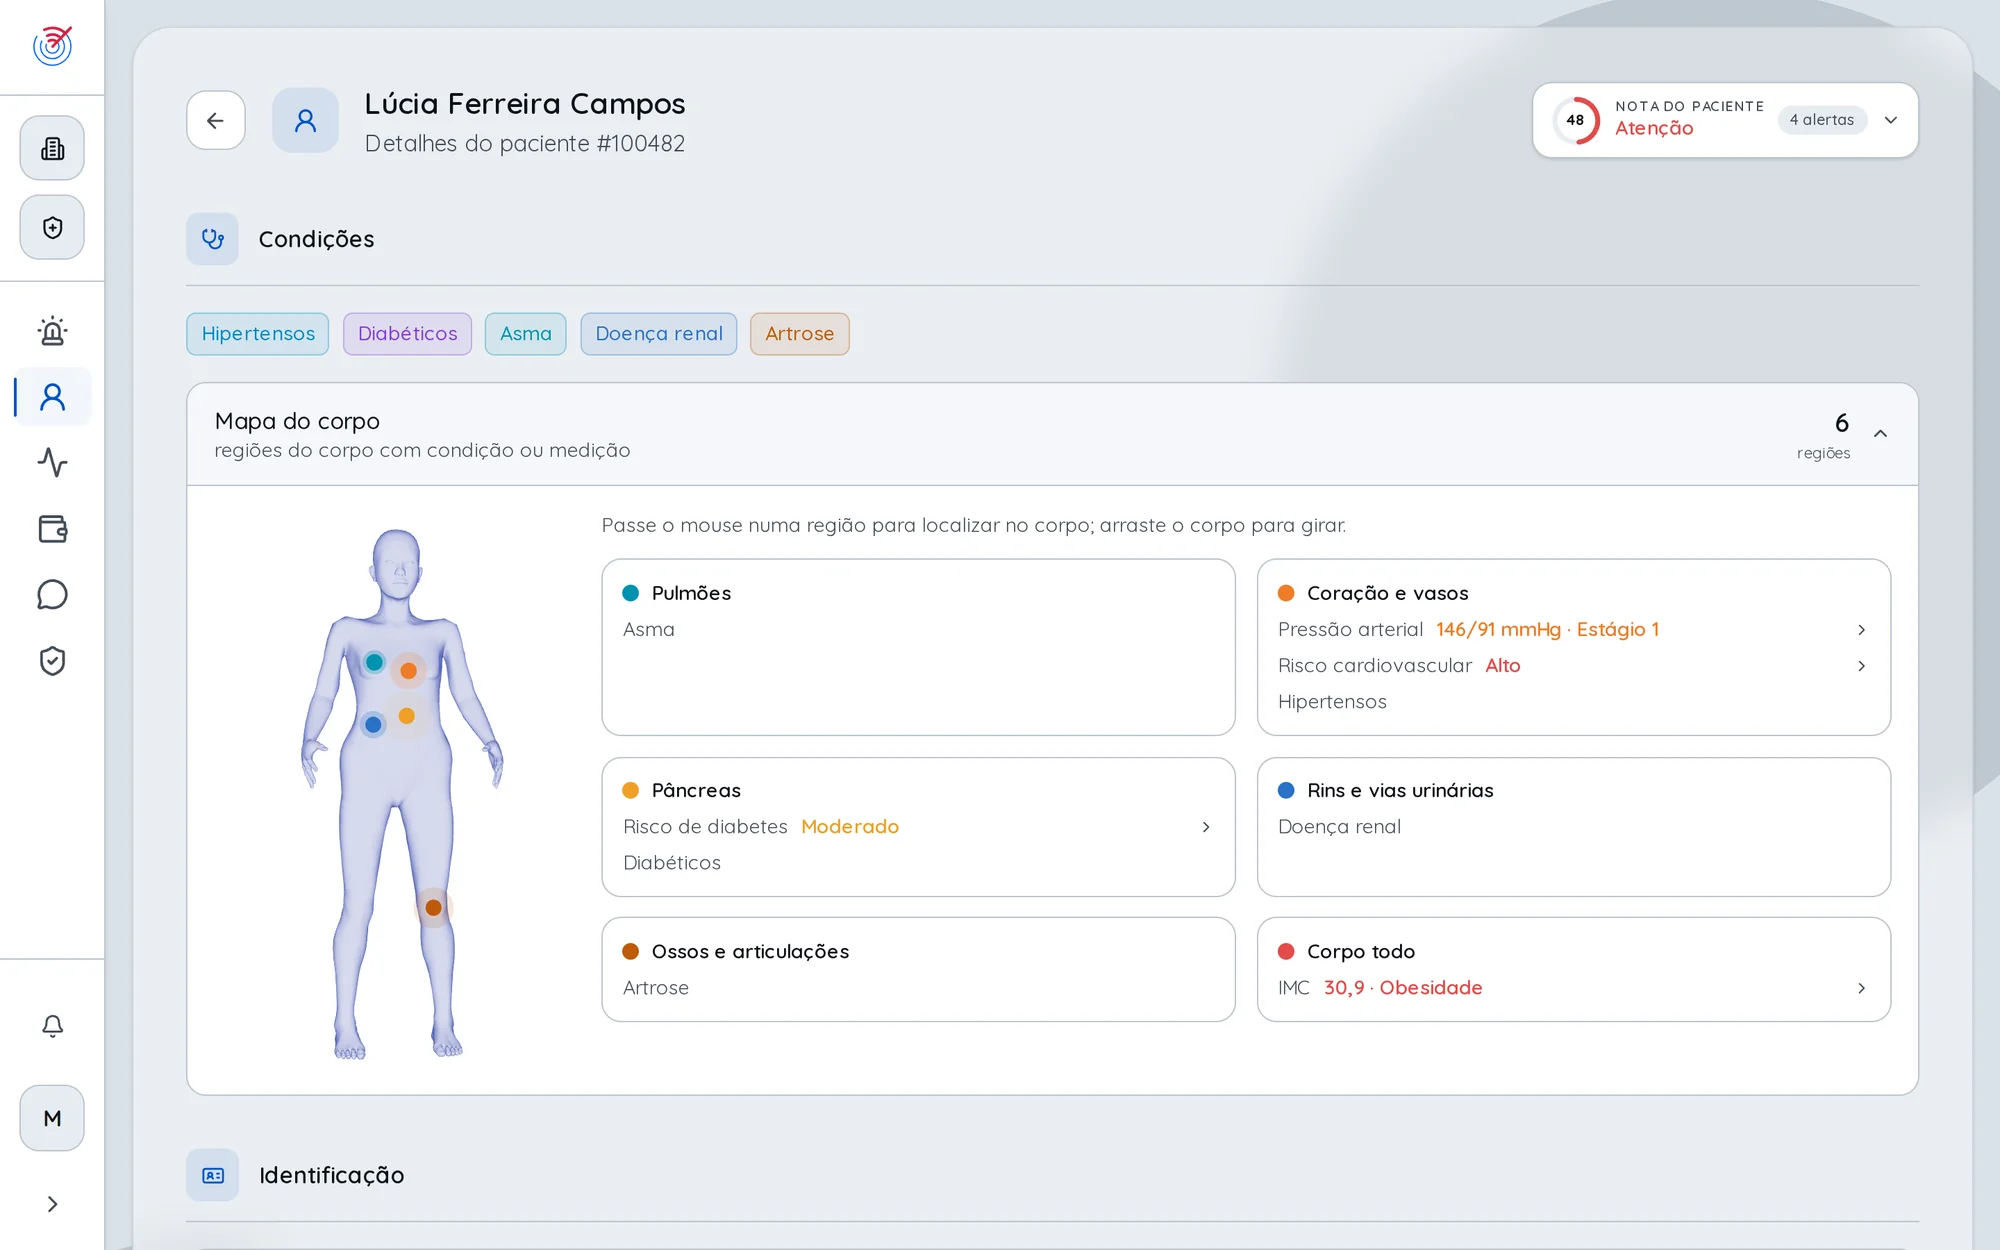 Lúcia Ferreira Campos
Detalhes do paciente #100482
48
NOTA DO PACIENTE
Atenção
4 alertas
Condições
Hipertensos
Diabéticos
Asma
Doença renal
Artrose
Mapa do corpo
regiões do corpo com condição ou medição
6
regiões
Passe o mouse numa região para localizar no corpo; arraste o corpo para girar.
Pulmões
Asma
Coração e vasos
Pressão arterial 146/91 mmHg · Estágio 1
Risco cardiovascular Alto
Hipertensos
Pâncreas
Risco de diabetes Moderado
Diabéticos
Rins e vias urinárias
Doença renal
Ossos e articulações
Artrose
Corpo todo
IMC 30,9 · Obesidade
M
Identificação